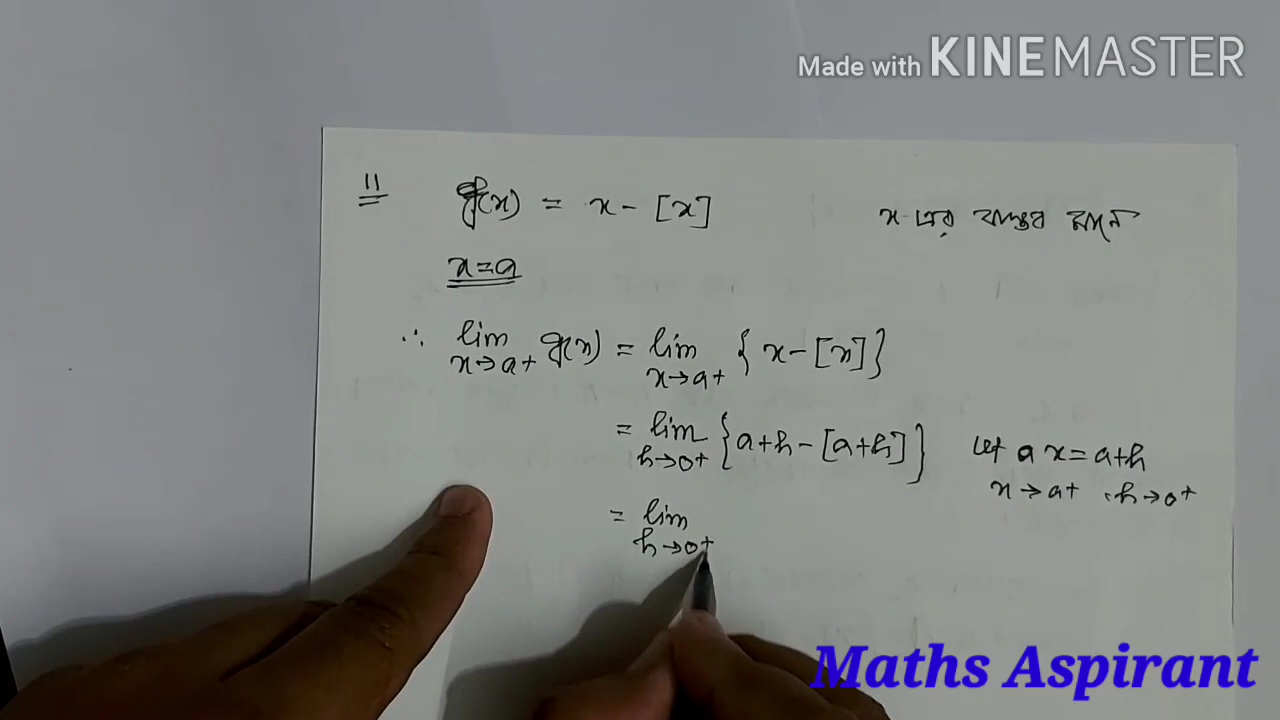 Made with KINEMASTER
11 g(x) = x - [x] x এর বাস্তব মানে
x = a
∴ lim x→a+ g(x) = lim x→a+ { x - [x] }
= lim h→0+ { a+h - [a+h] } Let a x = a+h
x→a+ , h→0+
= lim h→0+
Maths Aspirant